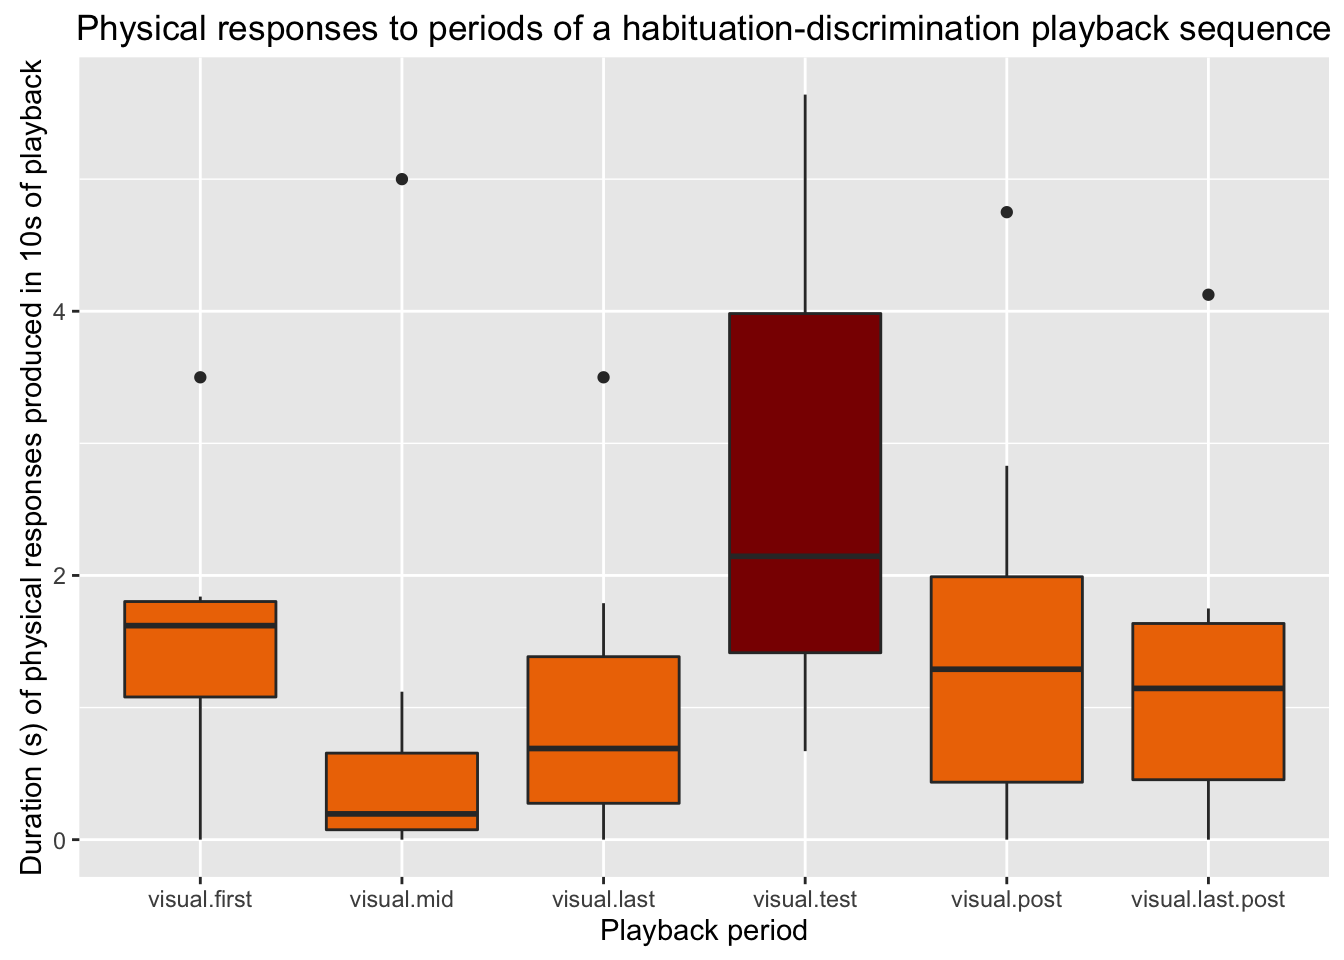 Physical responses to periods of a habituation-discrimination playback sequence
Duration (s) of physical responses produced in 10s of playback
4
2
0
visual.first visual.mid visual.last visual.test visual.post visual.last.post
Playback period